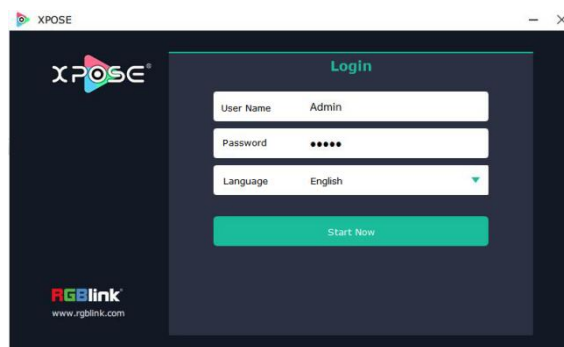 XPOSE
XPOSE®
Login
User Name Admin
Password •••••
Language English
Start Now
RGBlink®
www.rgblink.com